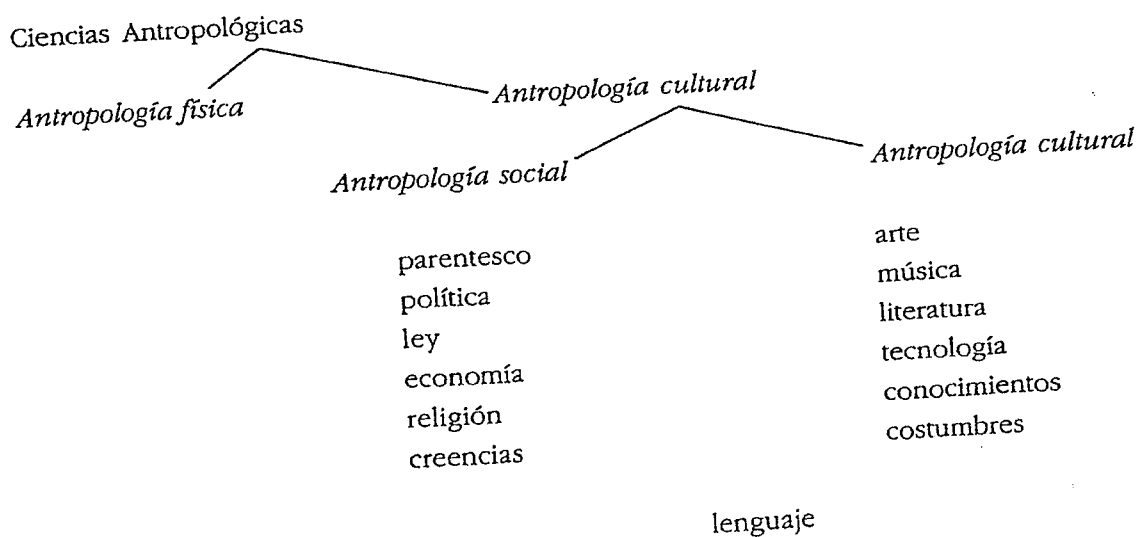 Ciencias Antropológicas
Antropología física
Antropología cultural
Antropología social
Antropología cultural
parentesco
política
ley
economía
religión
creencias
arte
música
literatura
tecnología
conocimientos
costumbres
lenguaje